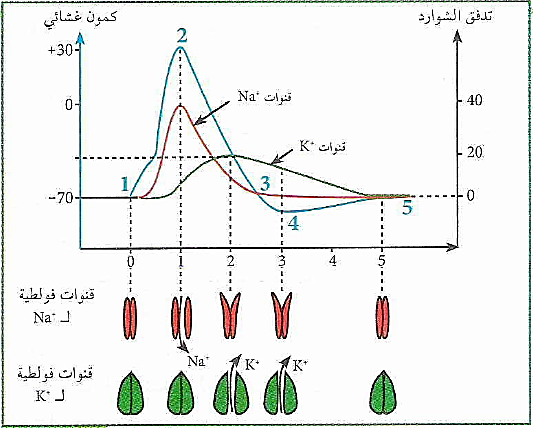 كمون غشائي
تدفق الشوارد
+30
2
0
قنوات Na⁺
40
قنوات K⁺
20
1
3
-70
0
4
5
0 1 2 3 4 5
قنوات فولطية
لـ Na⁺
Na⁺
K⁺
K⁺
قنوات فولطية
لـ K⁺